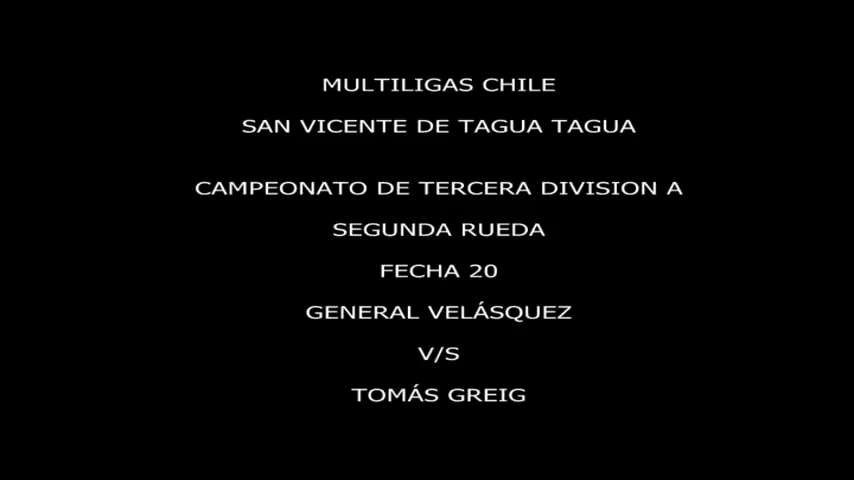 MULTILIGAS CHILE
SAN VICENTE DE TAGUA TAGUA
CAMPEONATO DE TERCERA DIVISION A
SEGUNDA RUEDA
FECHA 20
GENERAL VELÁSQUEZ
V/S
TOMÁS GREIG